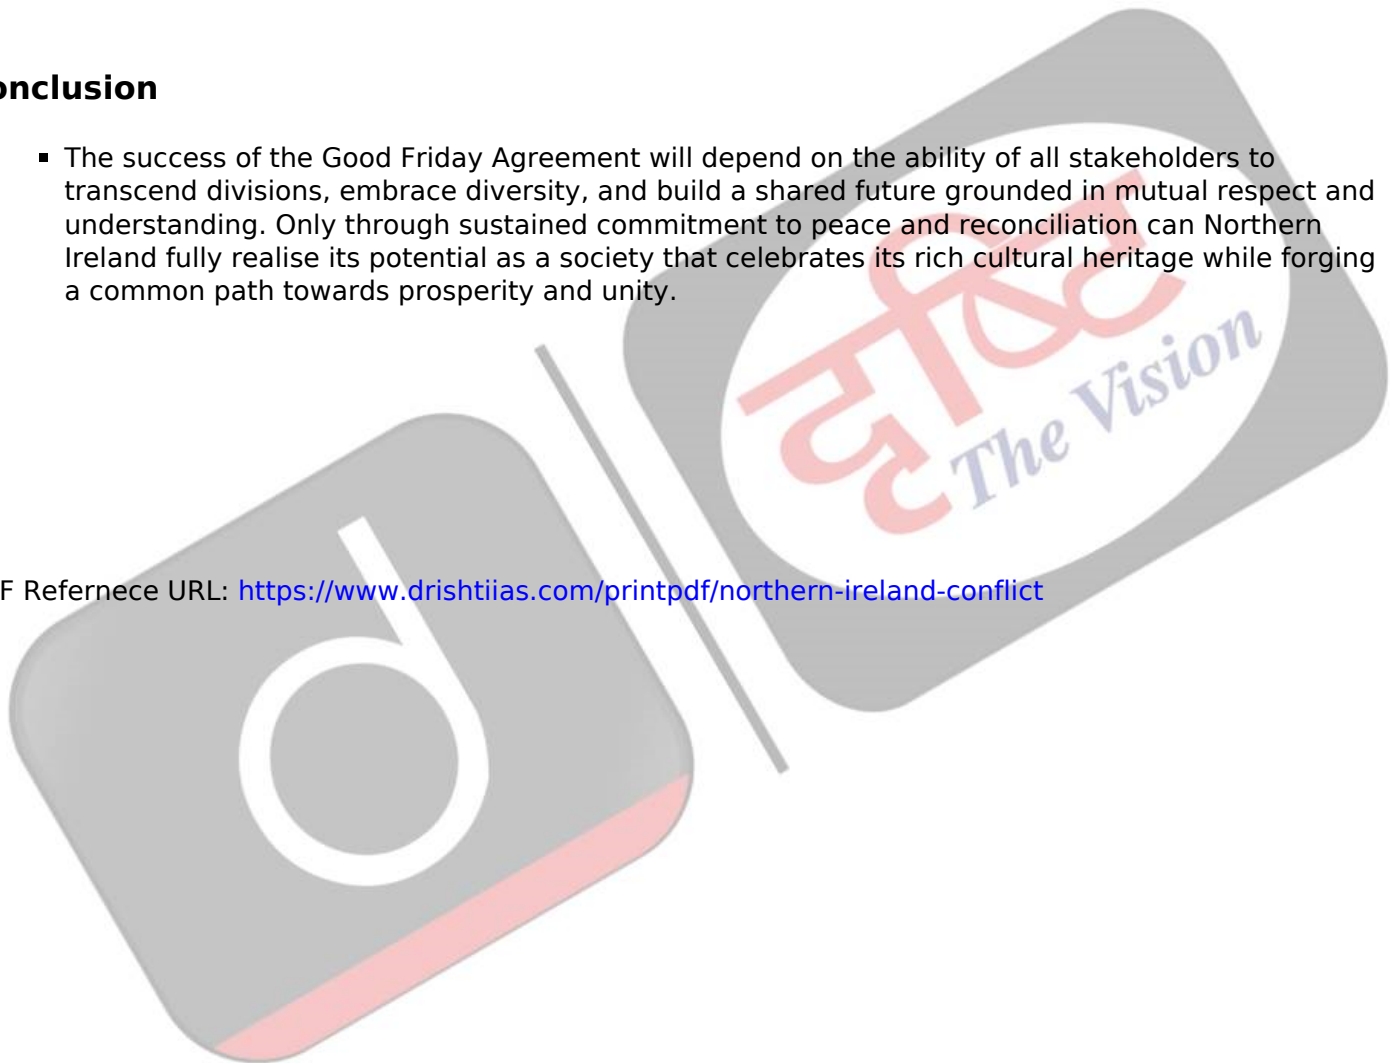 onclusion
▪ The success of the Good Friday Agreement will depend on the ability of all stakeholders to
transcend divisions, embrace diversity, and build a shared future grounded in mutual respect and
understanding. Only through sustained commitment to peace and reconciliation can Northern
Ireland fully realise its potential as a society that celebrates its rich cultural heritage while forging
a common path towards prosperity and unity.
दृष्टि
The Vision
d
F Refernece URL: https://www.drishtiias.com/printpdf/northern-ireland-conflict